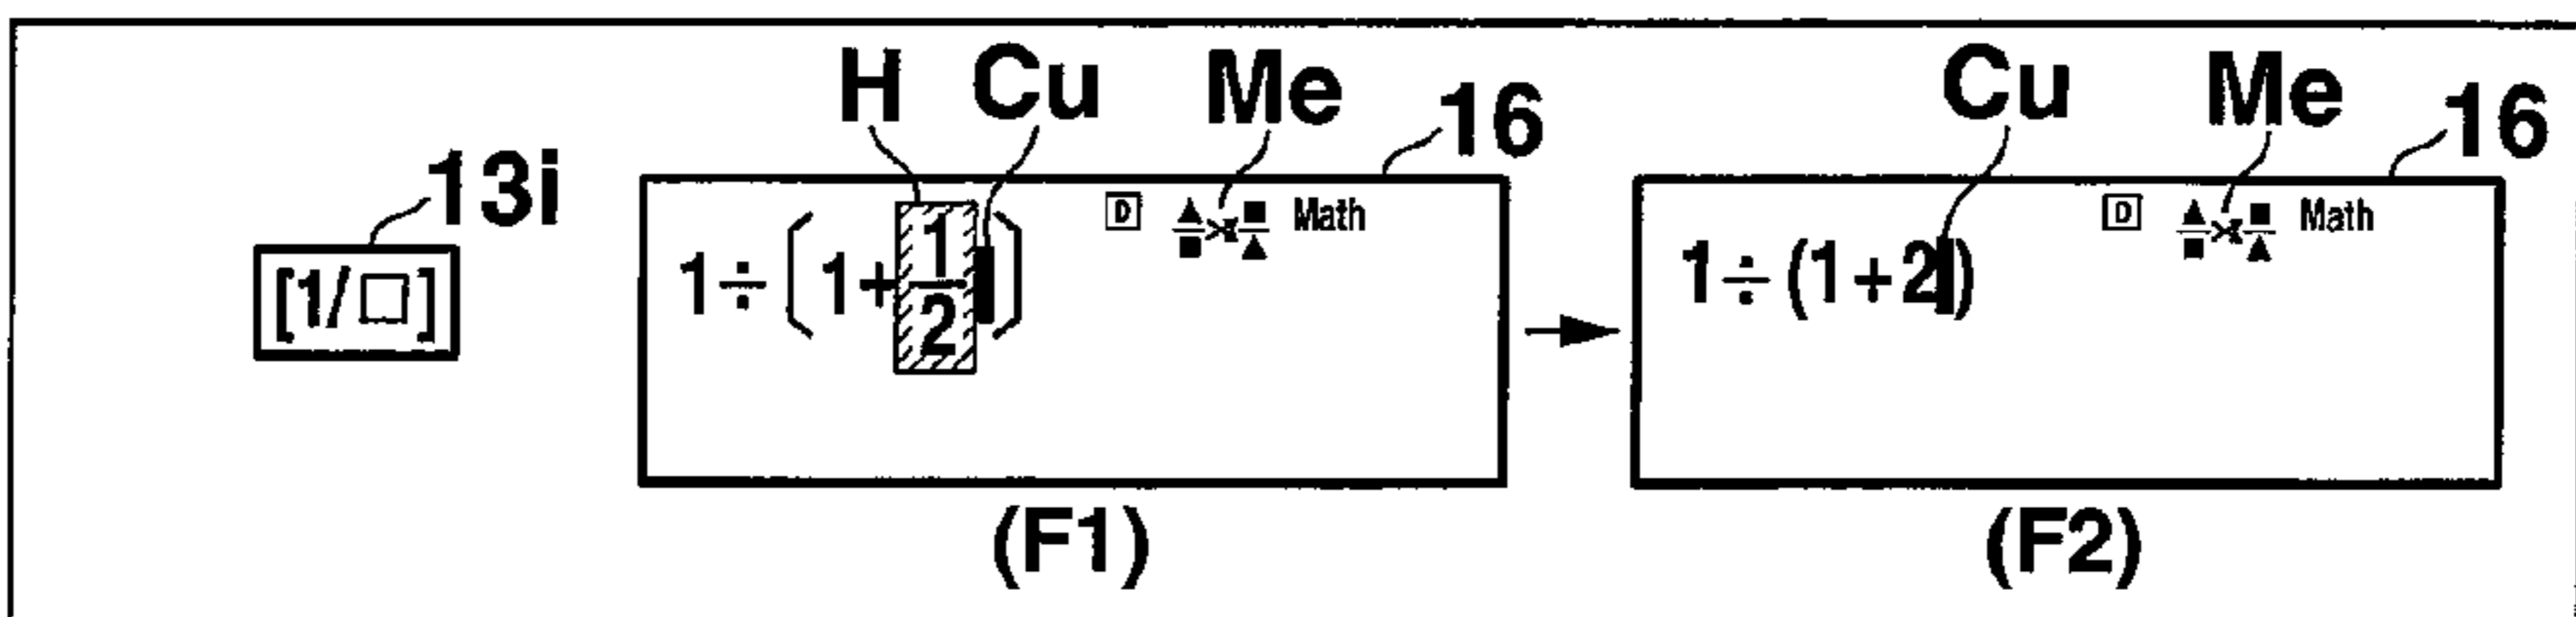 H Cu Me 16 Cu Me 16
13i
D Math D Math
[1/□] 1÷(1+1/2) 1÷(1+2)
(F1) (F2)